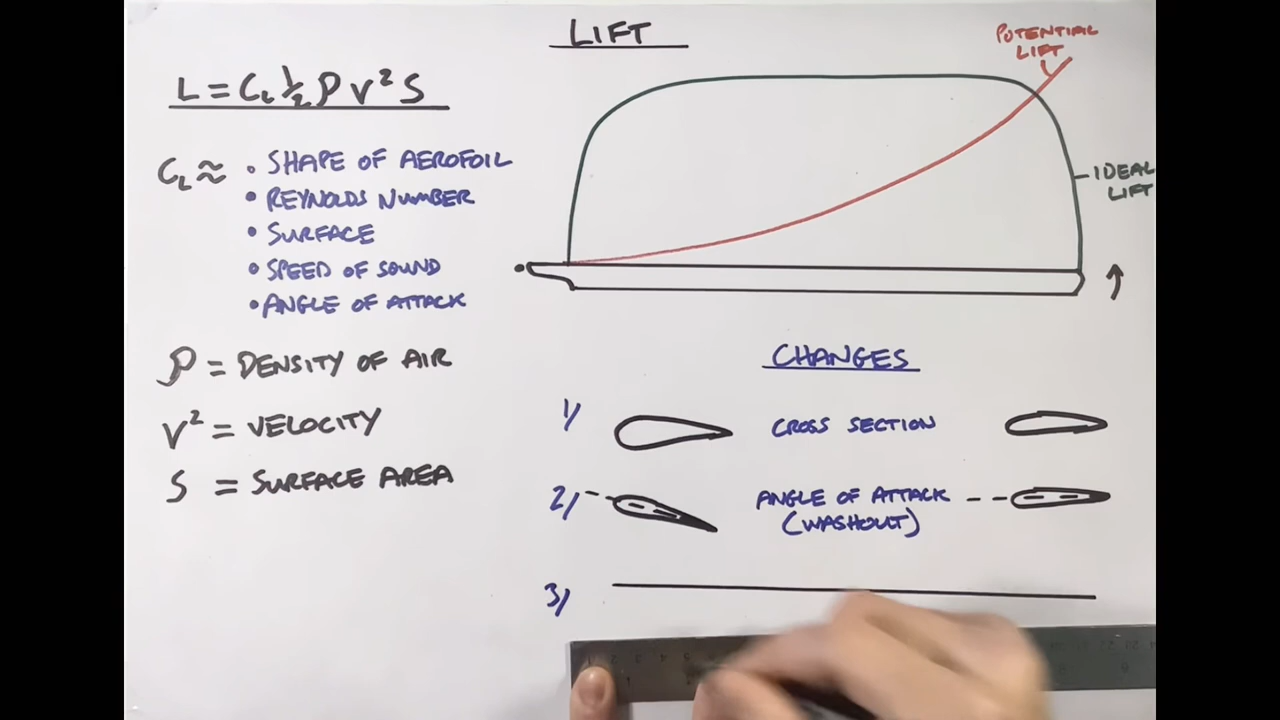 LIFT
POTENTIAL
LIFT
L = CL ½ ρ V² S
CL ≈ • SHAPE OF AEROFOIL
• REYNOLDS NUMBER
• SURFACE
• SPEED OF SOUND
• ANGLE OF ATTACK
IDEAL
LIFT
ρ = DENSITY OF AIR
V² = VELOCITY
S = SURFACE AREA
CHANGES
1/ CROSS SECTION
2/ ANGLE OF ATTACK
(WASHOUT)
3/